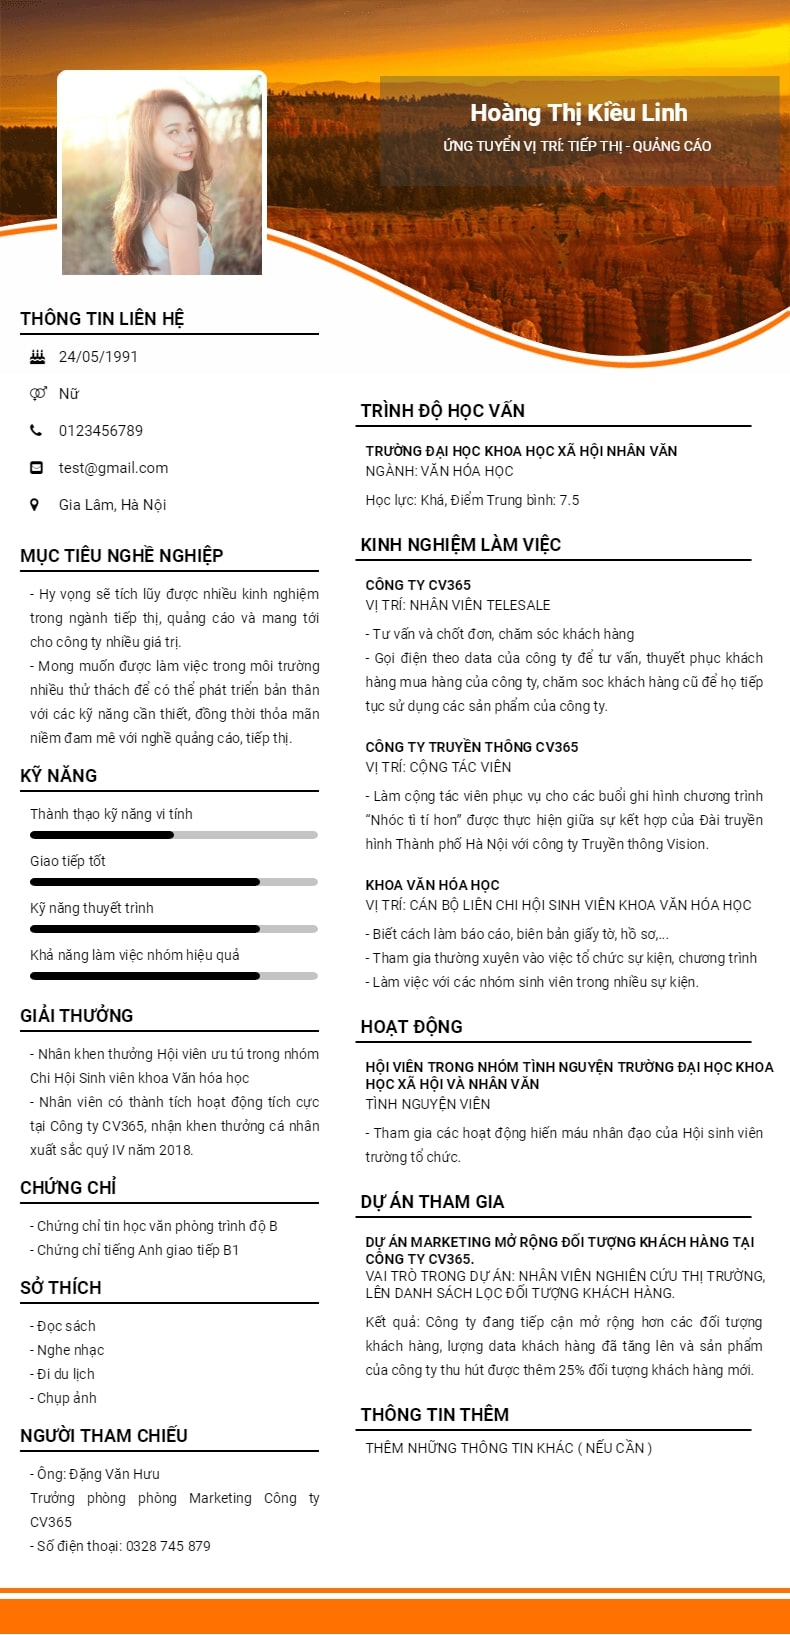 Hoàng Thị Kiều Linh
ỨNG TUYỂN VỊ TRÍ: TIẾP THỊ - QUẢNG CÁO
THÔNG TIN LIÊN HỆ
24/05/1991
Nữ
0123456789
test@gmail.com
Gia Lâm, Hà Nội
MỤC TIÊU NGHỀ NGHIỆP
- Hy vọng sẽ tích lũy được nhiều kinh nghiệm
trong ngành tiếp thị, quảng cáo và mang tới
cho công ty nhiều giá trị.
- Mong muốn được làm việc trong môi trường
nhiều thử thách để có thể phát triển bản thân
với các kỹ năng cần thiết, đồng thời thỏa mãn
niềm đam mê với nghề quảng cáo, tiếp thị.
KỸ NĂNG
Thành thạo kỹ năng vi tính
Giao tiếp tốt
Kỹ năng thuyết trình
Khả năng làm việc nhóm hiệu quả
GIẢI THƯỞNG
- Nhân khen thưởng Hội viên ưu tú trong nhóm
Chi Hội Sinh viên khoa Văn hóa học
- Nhân viên có thành tích hoạt động tích cực
tại Công ty CV365, nhận khen thưởng cá nhân
xuất sắc quý IV năm 2018.
CHỨNG CHỈ
- Chứng chỉ tin học văn phòng trình độ B
- Chứng chỉ tiếng Anh giao tiếp B1
SỞ THÍCH
- Đọc sách
- Nghe nhạc
- Đi du lịch
- Chụp ảnh
NGƯỜI THAM CHIẾU
- Ông: Đặng Văn Hưu
Trưởng phòng phòng Marketing Công ty
CV365
- Số điện thoại: 0328 745 879
TRÌNH ĐỘ HỌC VẤN
TRƯỜNG ĐẠI HỌC KHOA HỌC XÃ HỘI NHÂN VĂN
NGÀNH: VĂN HÓA HỌC
Học lực: Khá, Điểm Trung bình: 7.5
KINH NGHIỆM LÀM VIỆC
CÔNG TY CV365
VỊ TRÍ: NHÂN VIÊN TELESALE
- Tư vấn và chốt đơn, chăm sóc khách hàng
- Gọi điện theo data của công ty để tư vấn, thuyết phục khách
hàng mua hàng của công ty, chăm soc khách hàng cũ để họ tiếp
tục sử dụng các sản phẩm của công ty.
CÔNG TY TRUYỀN THÔNG CV365
VỊ TRÍ: CỘNG TÁC VIÊN
- Làm cộng tác viên phục vụ cho các buổi ghi hình chương trình
“Nhóc tì tí hon” được thực hiện giữa sự kết hợp của Đài truyền
hình Thành phố Hà Nội với công ty Truyền thông Vision.
KHOA VĂN HÓA HỌC
VỊ TRÍ: CÁN BỘ LIÊN CHI HỘI SINH VIÊN KHOA VĂN HÓA HỌC
- Biết cách làm báo cáo, biên bản giấy tờ, hồ sơ,...
- Tham gia thường xuyên vào việc tổ chức sự kiện, chương trình
- Làm việc với các nhóm sinh viên trong nhiều sự kiện.
HOẠT ĐỘNG
HỘI VIÊN TRONG NHÓM TÌNH NGUYỆN TRƯỜNG ĐẠI HỌC KHOA
HỌC XÃ HỘI VÀ NHÂN VĂN
TÌNH NGUYỆN VIÊN
- Tham gia các hoạt động hiến máu nhân đạo của Hội sinh viên
trường tổ chức.
DỰ ÁN THAM GIA
DỰ ÁN MARKETING MỞ RỘNG ĐỐI TƯỢNG KHÁCH HÀNG TẠI
CÔNG TY CV365.
VAI TRÒ TRONG DỰ ÁN: NHÂN VIÊN NGHIÊN CỨU THỊ TRƯỜNG,
LÊN DANH SÁCH LỌC ĐỐI TƯỢNG KHÁCH HÀNG.
Kết quả: Công ty đang tiếp cận mở rộng hơn các đối tượng
khách hàng, lượng data khách hàng đã tăng lên và sản phẩm
của công ty thu hút được thêm 25% đối tượng khách hàng mới.
THÔNG TIN THÊM
THÊM NHỮNG THÔNG TIN KHÁC ( NẾU CẦN )